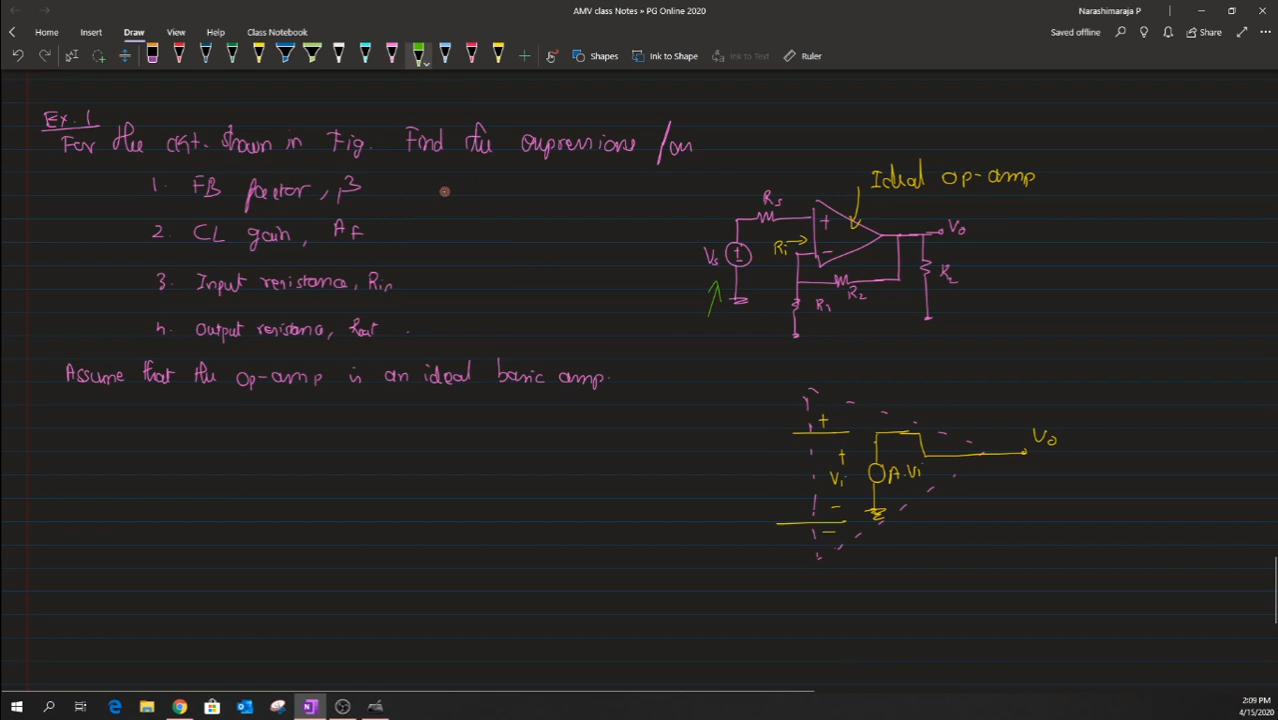 AMV class Notes » PG Online 2020
Narashimaraja P
Home Insert Draw View Help Class Notebook
Saved offline Share
Shapes Ink to Shape Ink to Text Ruler
Ex. 1
For the ckt. shown in Fig. Find the expressions for
1. FB factor, β
2. CL gain, Af
3. Input resistance, Rin
4. Output resistance, Rout .
Assume that the op-amp is an ideal basic amp.
Ideal op-amp
Rs
+
Vo
Ri
Vs
-
RL
R2
R1
+
Vo
+
Vi
A.Vi
-
-
2:09 PM
4/15/2020